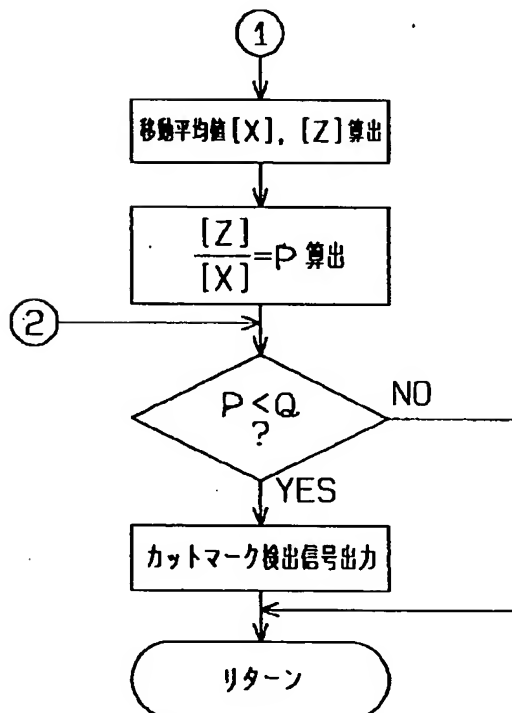 1
移動平均値[X], [Z]算出
[Z]
[X]
=P 算出
2
P<Q
?
NO
YES
カットマーク検出信号出力
リターン